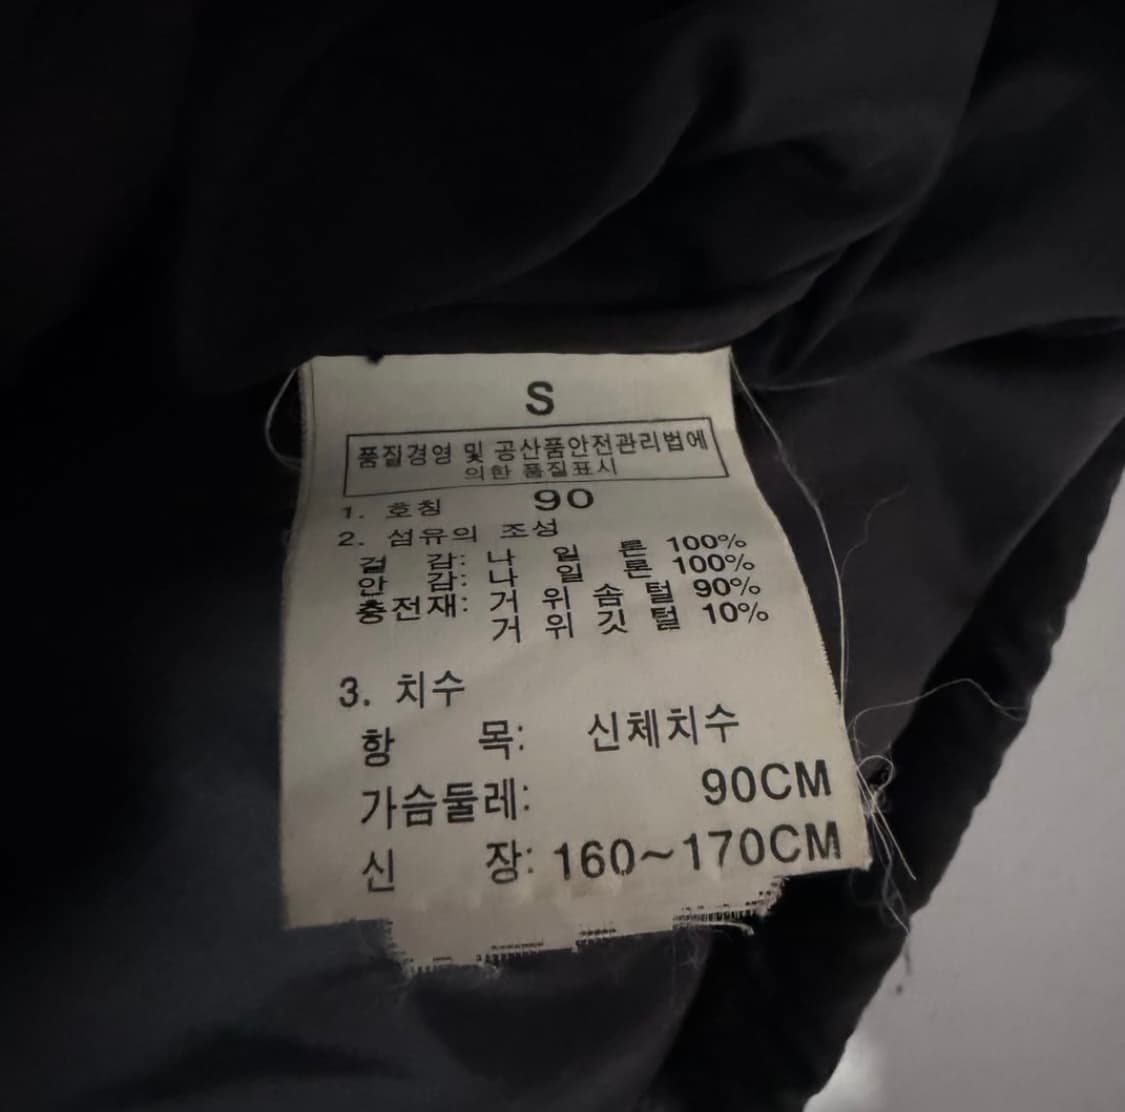 S
품질경영 및 공산품안전관리법에
의한 품질표시
1. 호칭 90
2. 섬유의 조성
겉 감: 나 일 론 100%
안 감: 나 일 론 100%
충전재: 거 위 솜 털 90%
거 위 깃 털 10%
3. 치수
항 목: 신체치수
가슴둘레: 90CM
신 장: 160~170CM